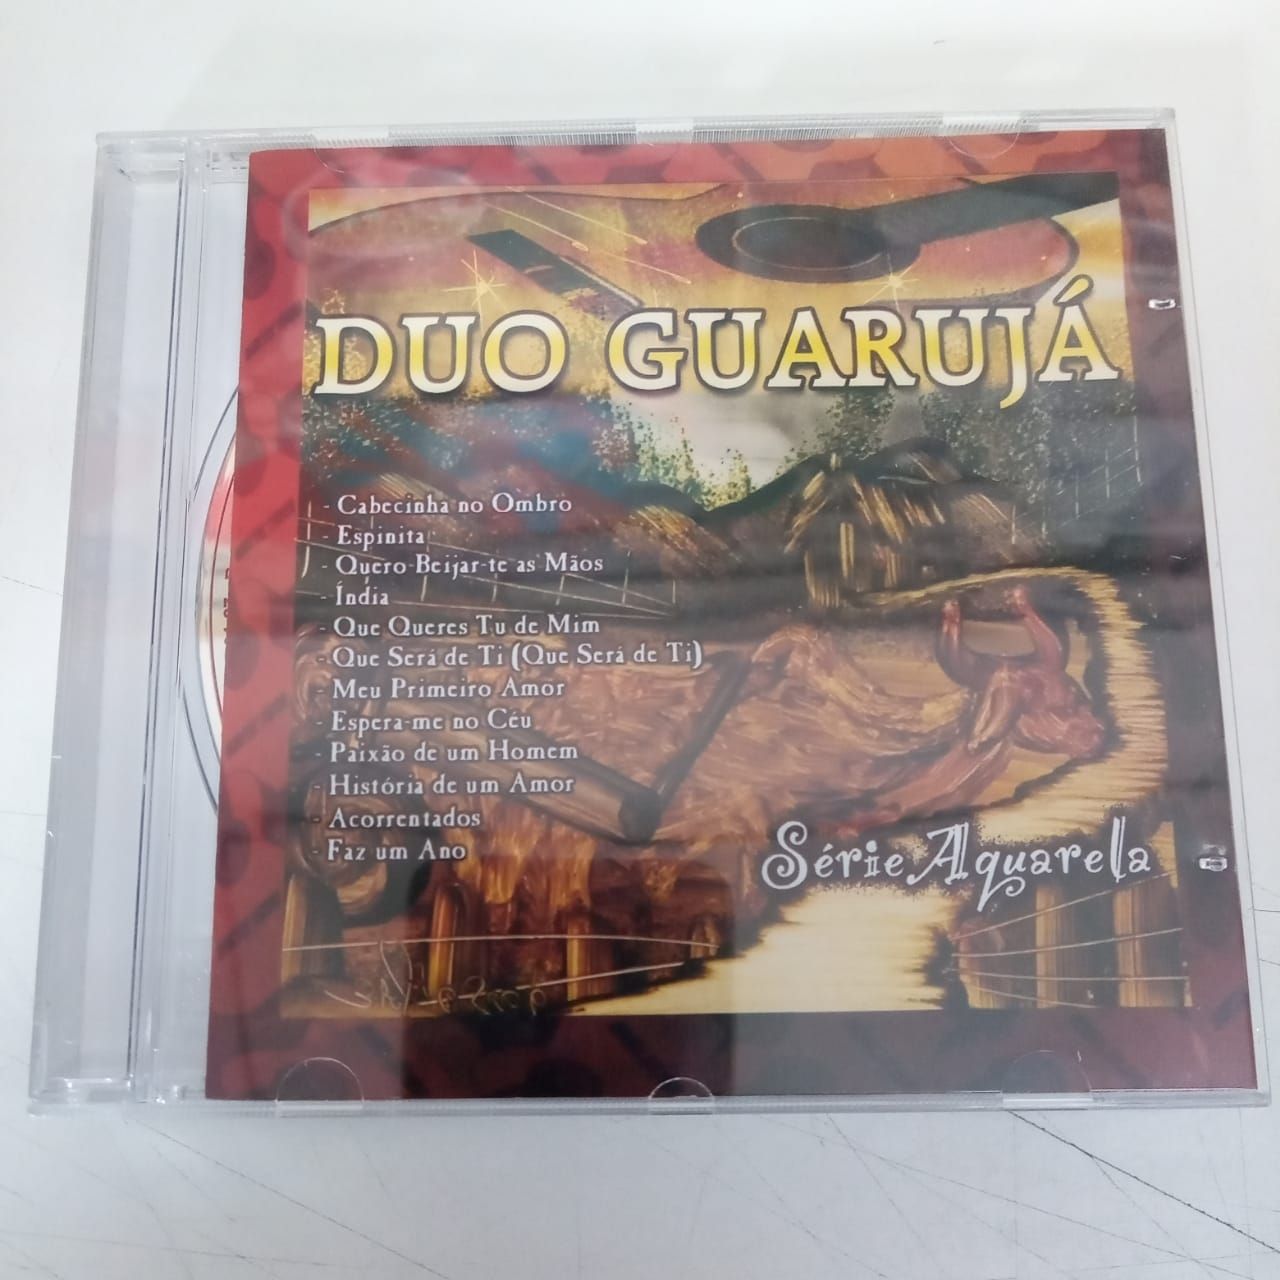 DUO GUARUJÁ
- Cabecinha no Ombro
- Espinita
- Quero Beijar-te as Mãos
- Índia
- Que Queres Tu de Mim
- Que Será de Ti (Que Será de Ti)
- Meu Primeiro Amor
- Espera-me no Céu
- Paixão de um Homem
- História de um Amor
- Acorrentados
- Faz um Ano
Série Aquarela